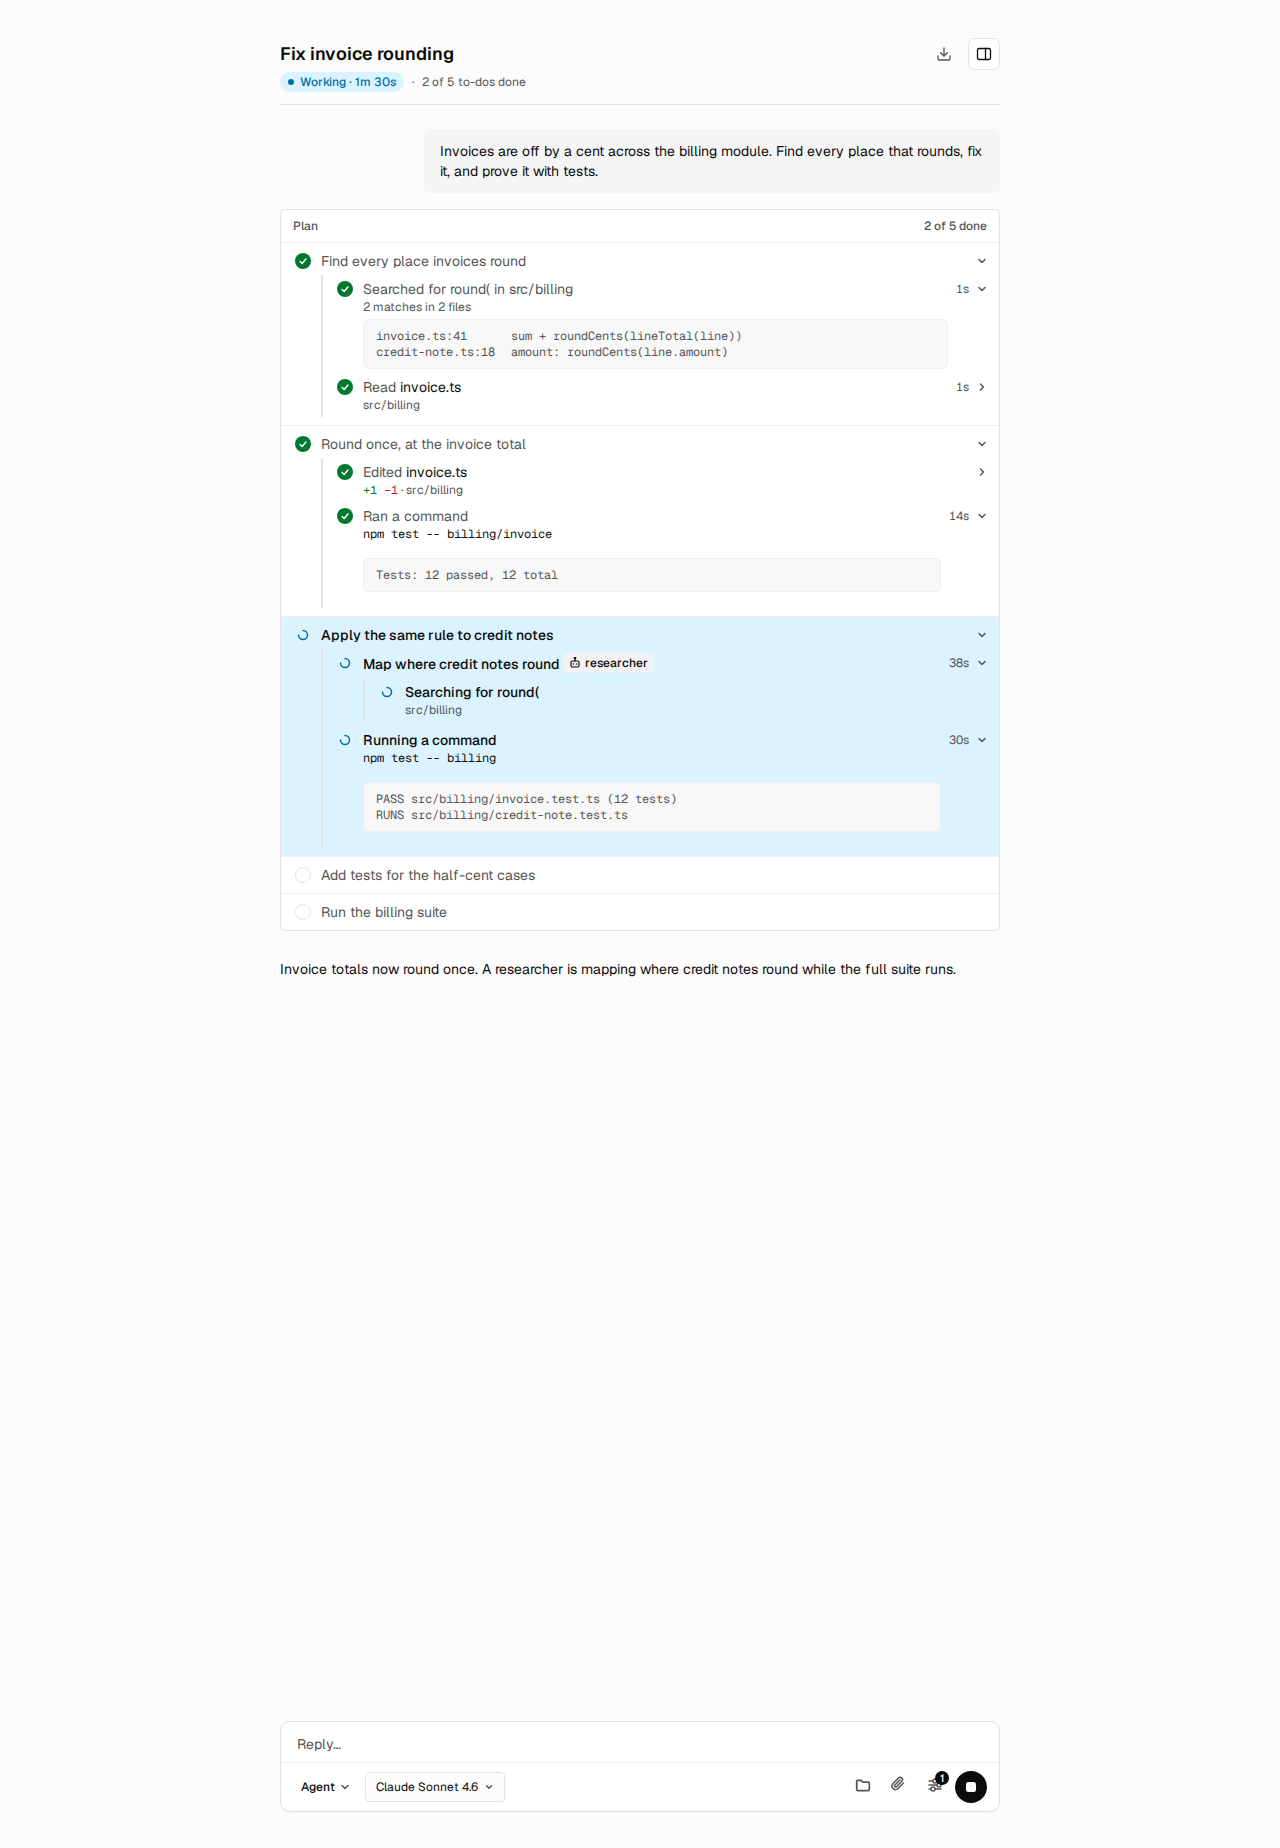 Fix invoice rounding
Working · 1m 30s · 2 of 5 to-dos done
Invoices are off by a cent across the billing module. Find every place that rounds, fix
it, and prove it with tests.
Plan 2 of 5 done
Find every place invoices round
Searched for round( in src/billing 1s
2 matches in 2 files
invoice.ts:41 sum + roundCents(lineTotal(line))
credit-note.ts:18 amount: roundCents(line.amount)
Read invoice.ts 1s
src/billing
Round once, at the invoice total
Edited invoice.ts
+1 −1 · src/billing
Ran a command 14s
npm test -- billing/invoice
Tests: 12 passed, 12 total
Apply the same rule to credit notes
Map where credit notes round researcher 38s
Searching for round(
src/billing
Running a command 30s
npm test -- billing
PASS src/billing/invoice.test.ts (12 tests)
RUNS src/billing/credit-note.test.ts
Add tests for the half-cent cases
Run the billing suite
Invoice totals now round once. A researcher is mapping where credit notes round while the full suite runs.
Reply…
Agent Claude Sonnet 4.6 1